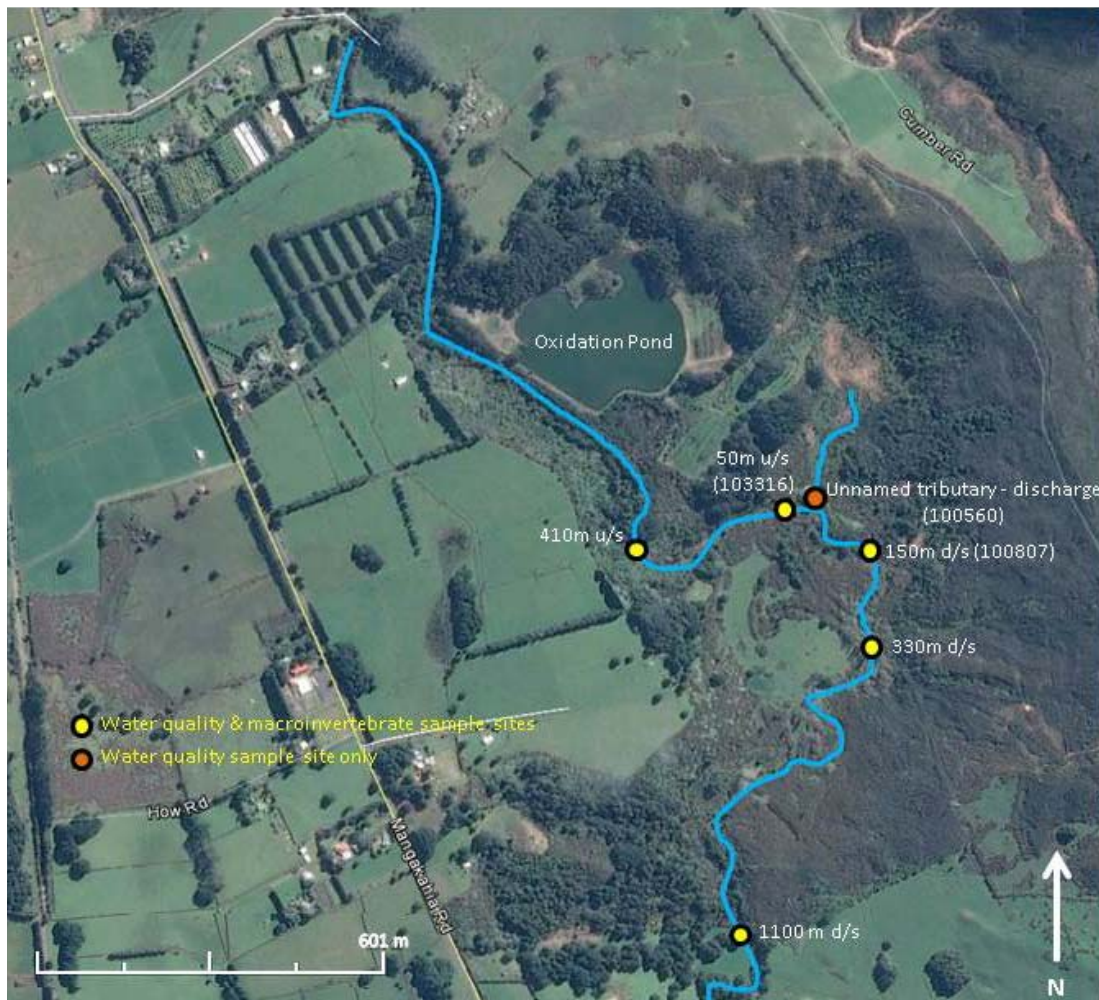 Cumber Rd
Oxidation Pond
50m u/s
(103316)
Unnamed tributary - discharge
(100560)
410m u/s
150m d/s (100807)
330m d/s
Water quality & macroinvertebrate sample sites
Water quality sample site only
How Rd
Mangakahia Rd
601 m
1100 m d/s
N